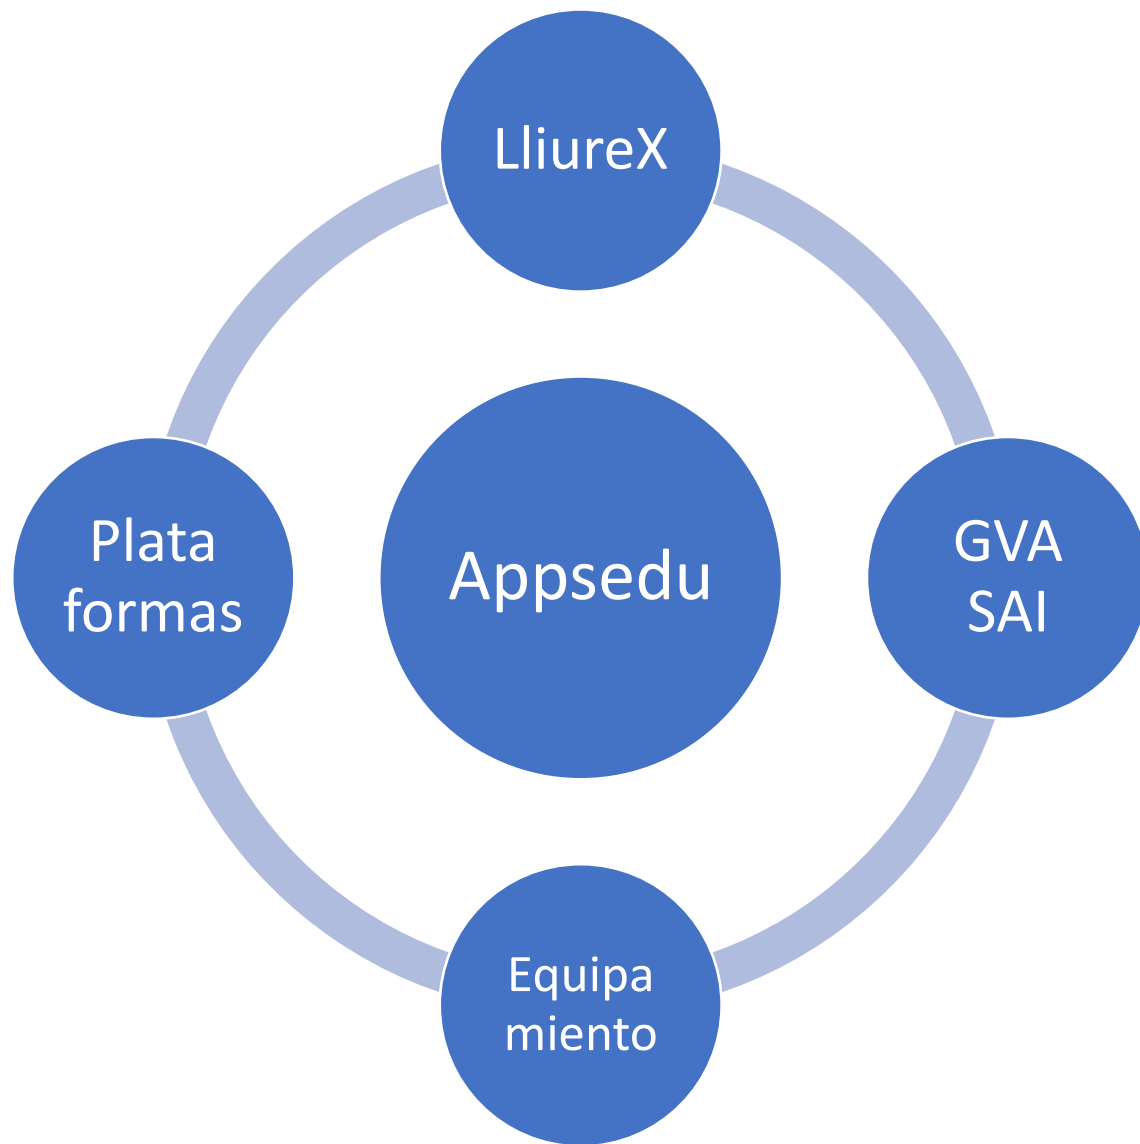 LliureX
Plata
formas
Appsedu
GVA
SAI
Equipa
miento